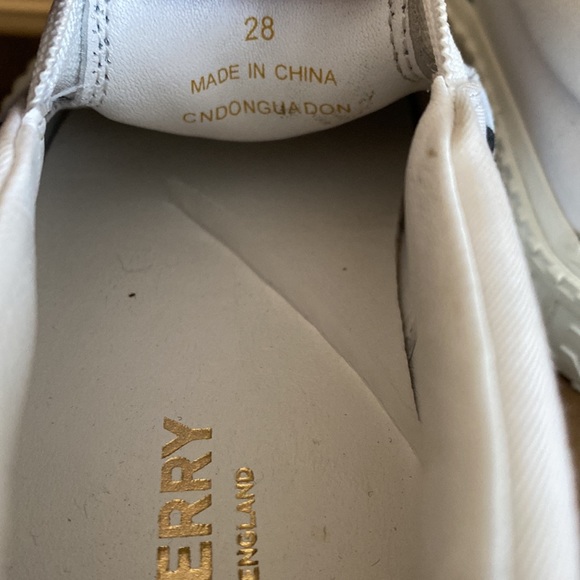 28
MADE IN CHINA
CNDONGUADON
ERRY
ENGLAND